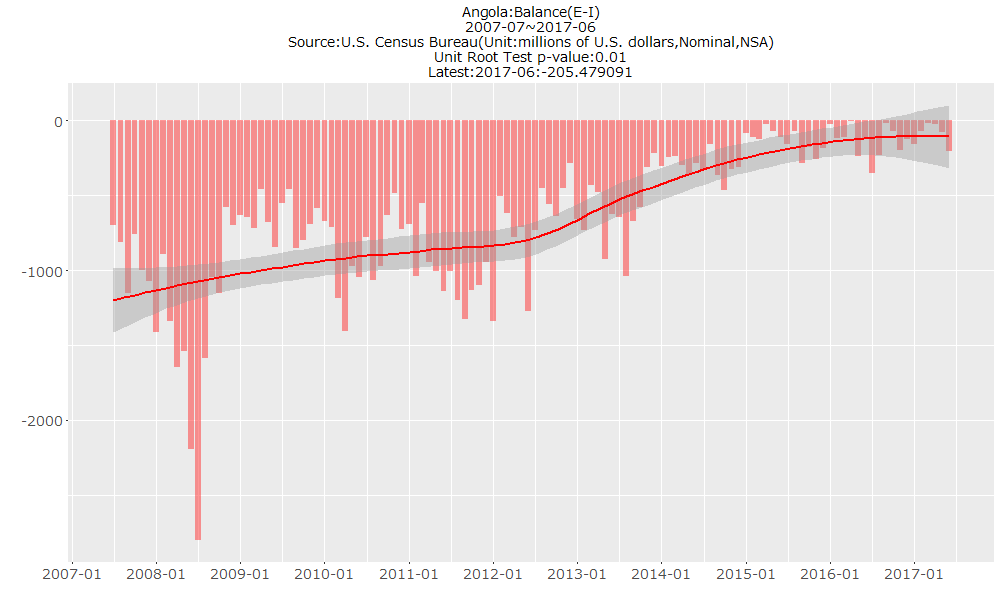 Angola:Balance(E-I)
2007-07~2017-06
Source:U.S. Census Bureau(Unit:millions of U.S. dollars,Nominal,NSA)
Unit Root Test p-value:0.01
Latest:2017-06:-205.479091
0
-1000
-2000
2007-01 2008-01 2009-01 2010-01 2011-01 2012-01 2013-01 2014-01 2015-01 2016-01 2017-01